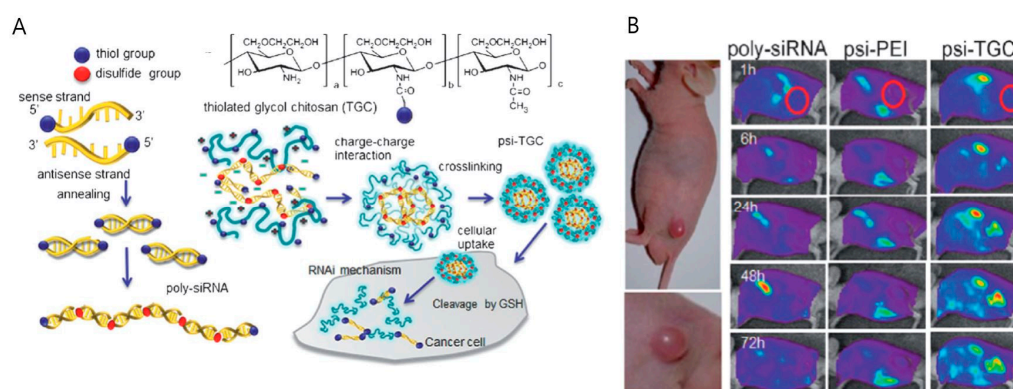 A
thiol group
disulfide group
sense strand
5'
3'
3'
5'
antisense strand
annealing
poly-siRNA
CH₂OCH₂CH₂OH
CH₂OCH₂CH₂OH
CH₂OCH₂CH₂OH
HO
NH₂
a
HO
NH
C=O
b
HO
NH
C=O
CH₃
c
thiolated glycol chitosan (TGC)
charge-charge
interaction
crosslinking
psi-TGC
cellular
uptake
RNAi mechanism
Cleavage by GSH
Cancer cell
B
poly-siRNA psi-PEI psi-TGC
1h
6h
24h
48h
72h